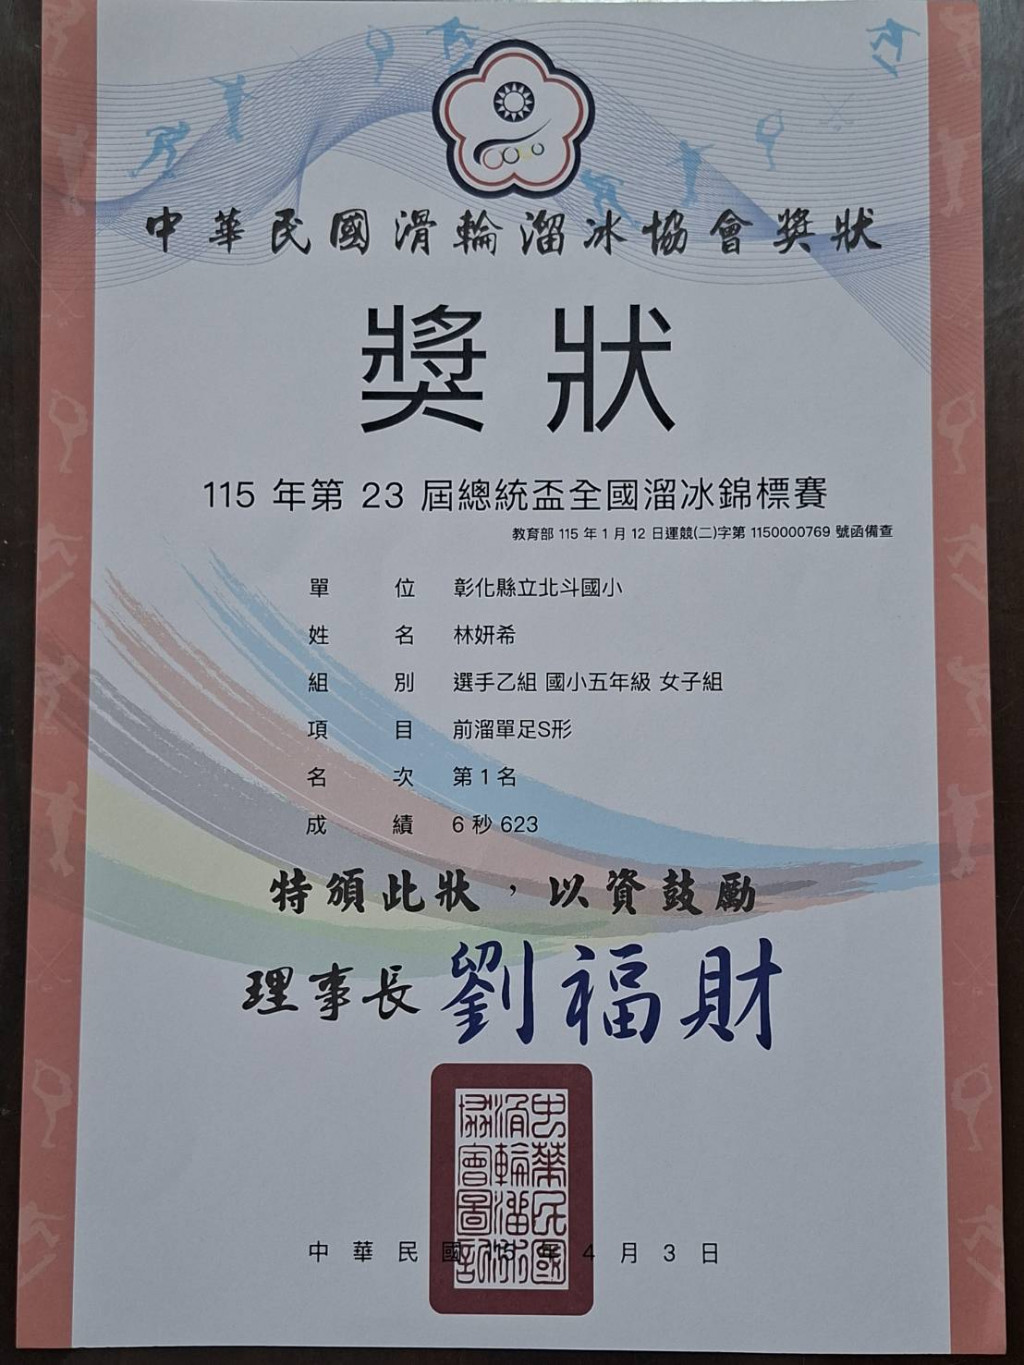 中華民國滑輪溜冰協會獎狀
獎狀
115 年第 23 屆總統盃全國溜冰錦標賽
教育部 115 年 1 月 12 日運競(二)字第 1150000769 號函備查
單位 彰化縣立北斗國小
姓名 林妍希
組別 選手乙組 國小五年級 女子組
項目 前溜單足S形
名次 第 1 名
成績 6 秒 623
特頒此狀，以資鼓勵
理事長 劉福財
中華民國滑輪溜冰協會圖記
中華民國 115 年 4 月 3 日